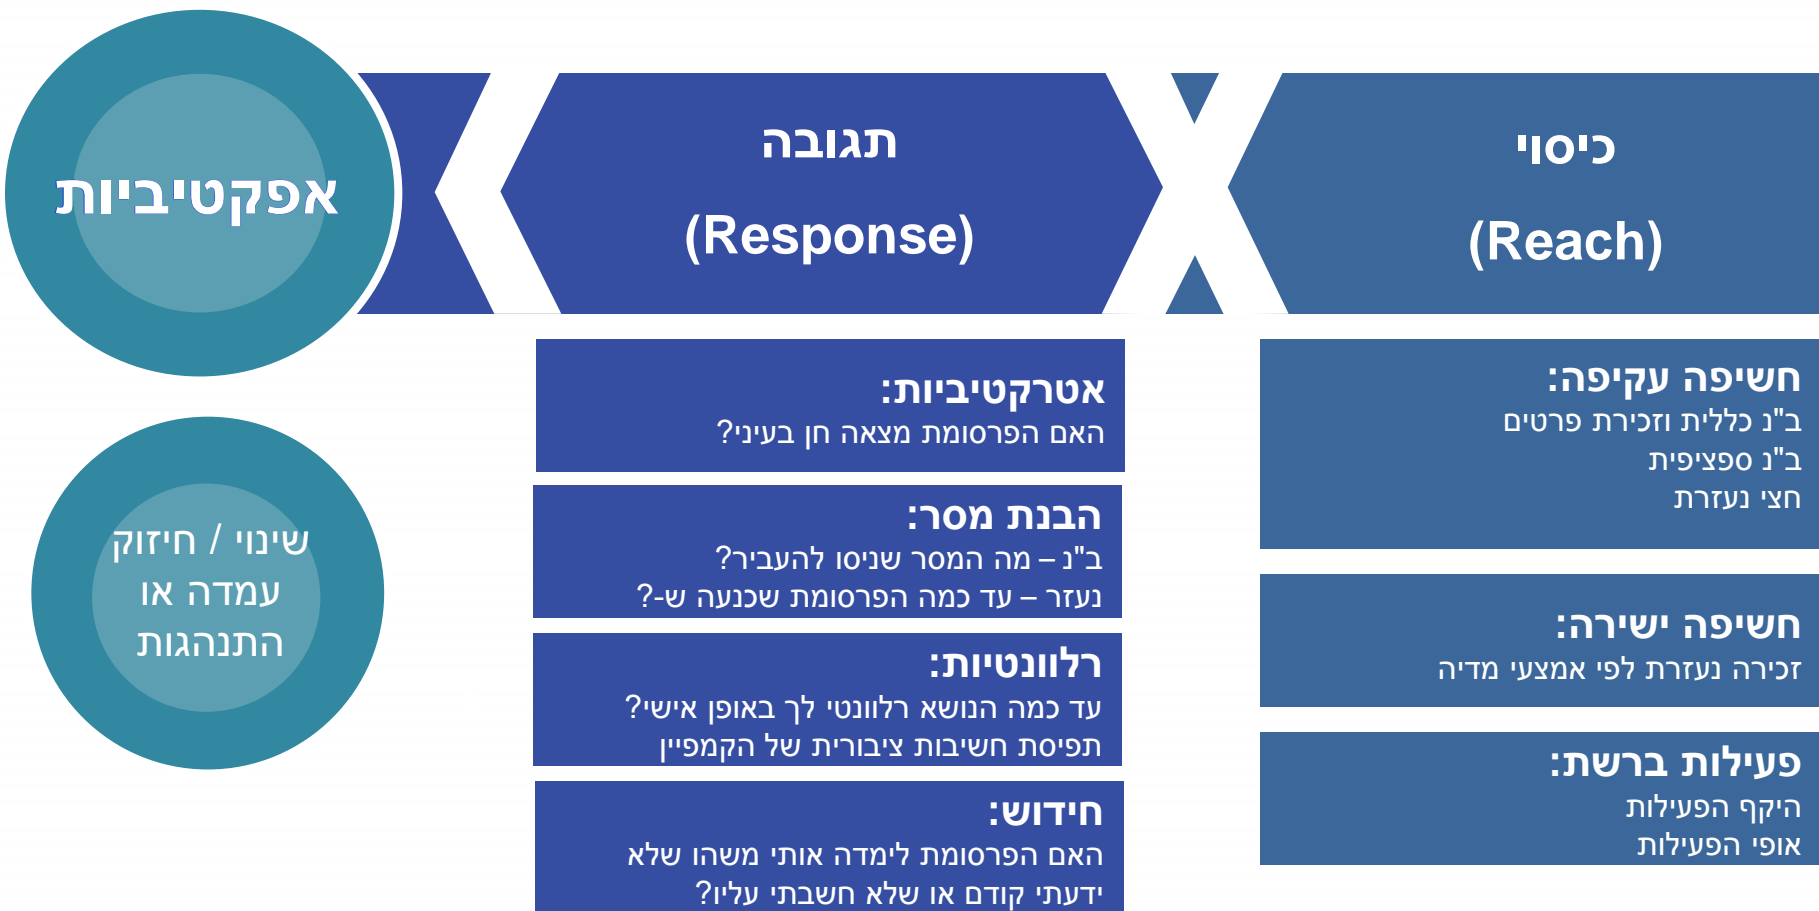 כיסוי
(Reach)
חשיפה עקיפה:
ב"נ כללית וזכירת פרטים
ב"נ ספציפית
חצי נעזרת
חשיפה ישירה:
זכירה נעזרת לפי אמצעי מדיה
פעילות ברשת:
היקף הפעילות
אופי הפעילות
תגובה
(Response)
אטרקטיביות:
האם הפרסומת מצאה חן בעיני?
הבנת מסר:
ב"נ – מה המסר שניסו להעביר?
נעזר – עד כמה הפרסומת שכנעה ש-?
רלוונטיות:
עד כמה הנושא רלוונטי לך באופן אישי?
תפיסת חשיבות ציבורית של הקמפיין
חידוש:
האם הפרסומת לימדה אותי משהו שלא
ידעתי קודם או שלא חשבתי עליו?
אפקטיביות
שינוי / חיזוק
עמדה או
התנהגות